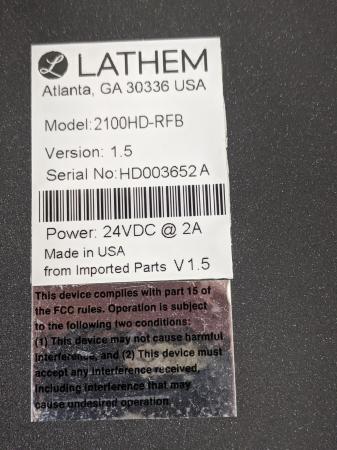 L LATHEM
Atlanta, GA 30336 USA
Model:2100HD-RFB
Version: 1.5
Serial No:HD003652A
Power: 24VDC @ 2A
Made in USA
from Imported Parts V1.5
This device complies with part 15 of
the FCC rules. Operation is subject
to the following two conditions:
(1) This device may not cause harmful
interference, and (2) This device must
accept any interference received,
including interference that may
cause undesired operation.